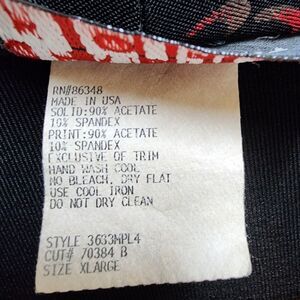 RN#86348
MADE IN USA
SOLID:90% ACETATE
10% SPANDEX
PRINT:90% ACETATE
10% SPANDEX
EXCLUSIVE OF TRIM
HAND WASH COLD
NO BLEACH, DRY FLAT
USE COOL IRON
DO NOT DRY CLEAN
STYLE 3633MPL4
CUT# 70384 B
SIZE XLARGE